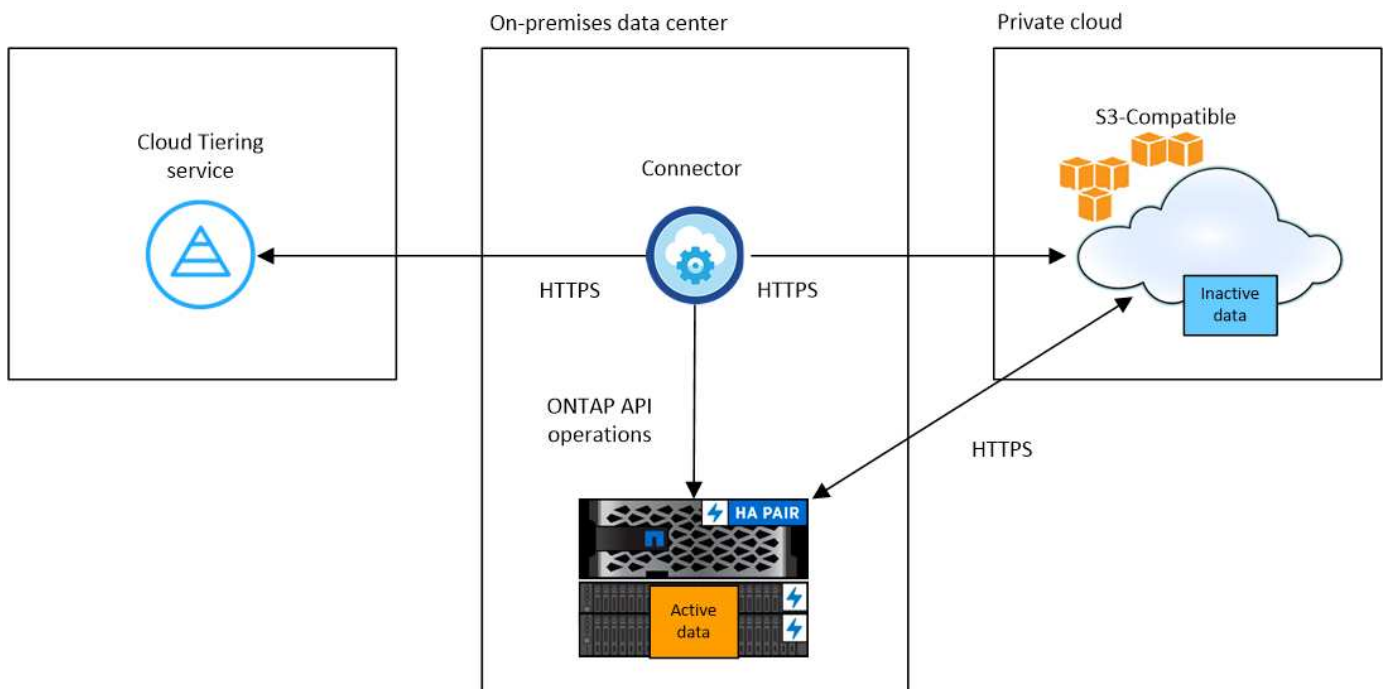 On-premises data center
Private cloud
Cloud Tiering
service
Connector
S3-Compatible
HTTPS
HTTPS
Inactive
data
ONTAP API
operations
HTTPS
HA PAIR
Active
data